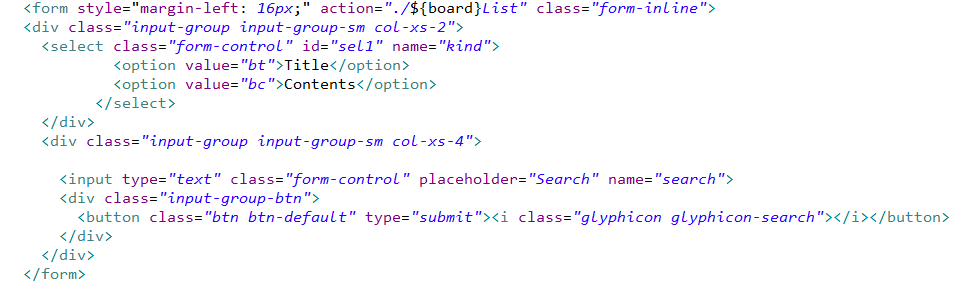 <form style="margin-left: 16px;" action="./${board}List" class="form-inline">
<div class="input-group input-group-sm col-xs-2">
<select class="form-control" id="sel1" name="kind">
<option value="bt">Title</option>
<option value="bc">Contents</option>
</select>
</div>
<div class="input-group input-group-sm col-xs-4">
<input type="text" class="form-control" placeholder="Search" name="search">
<div class="input-group-btn">
<button class="btn btn-default" type="submit"><i class="glyphicon glyphicon-search"></i></button>
</div>
</div>
</form>